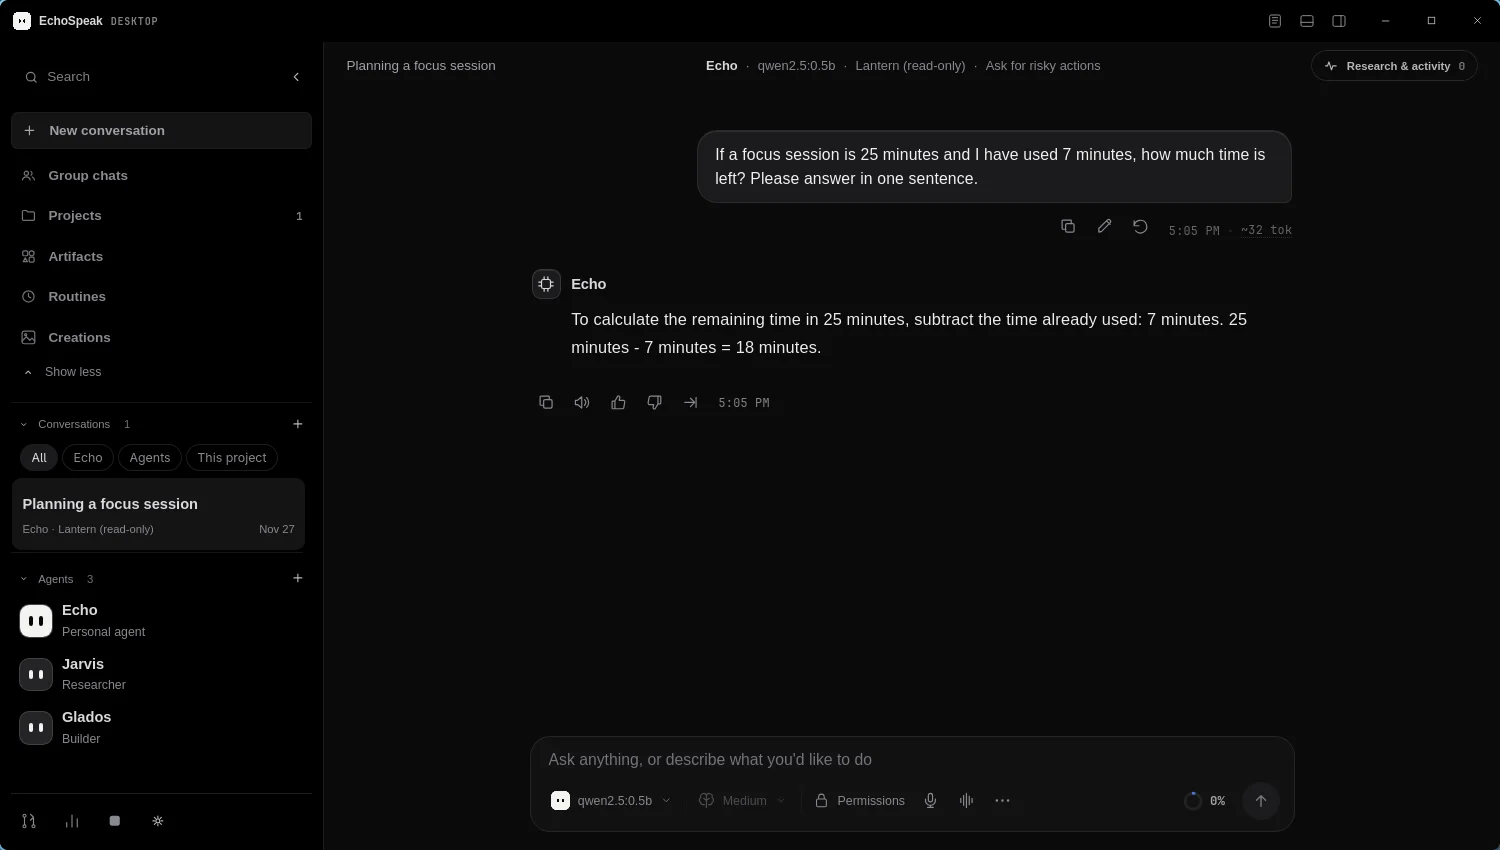 EchoSpeak DESKTOP
Search
New conversation
Group chats
Projects 1
Artifacts
Routines
Creations
Show less
Conversations 1
All Echo Agents This project
Planning a focus session
Echo · Lantern (read-only) Nov 27
Agents 3
Echo
Personal agent
Jarvis
Researcher
Glados
Builder
Planning a focus session
Echo · qwen2.5:0.5b · Lantern (read-only) · Ask for risky actions
Research & activity 0
If a focus session is 25 minutes and I have used 7 minutes, how much time is
left? Please answer in one sentence.
5:05 PM · ~32 tok
Echo
To calculate the remaining time in 25 minutes, subtract the time already used: 7 minutes. 25
minutes - 7 minutes = 18 minutes.
5:05 PM
Ask anything, or describe what you'd like to do
qwen2.5:0.5b Medium Permissions 0%